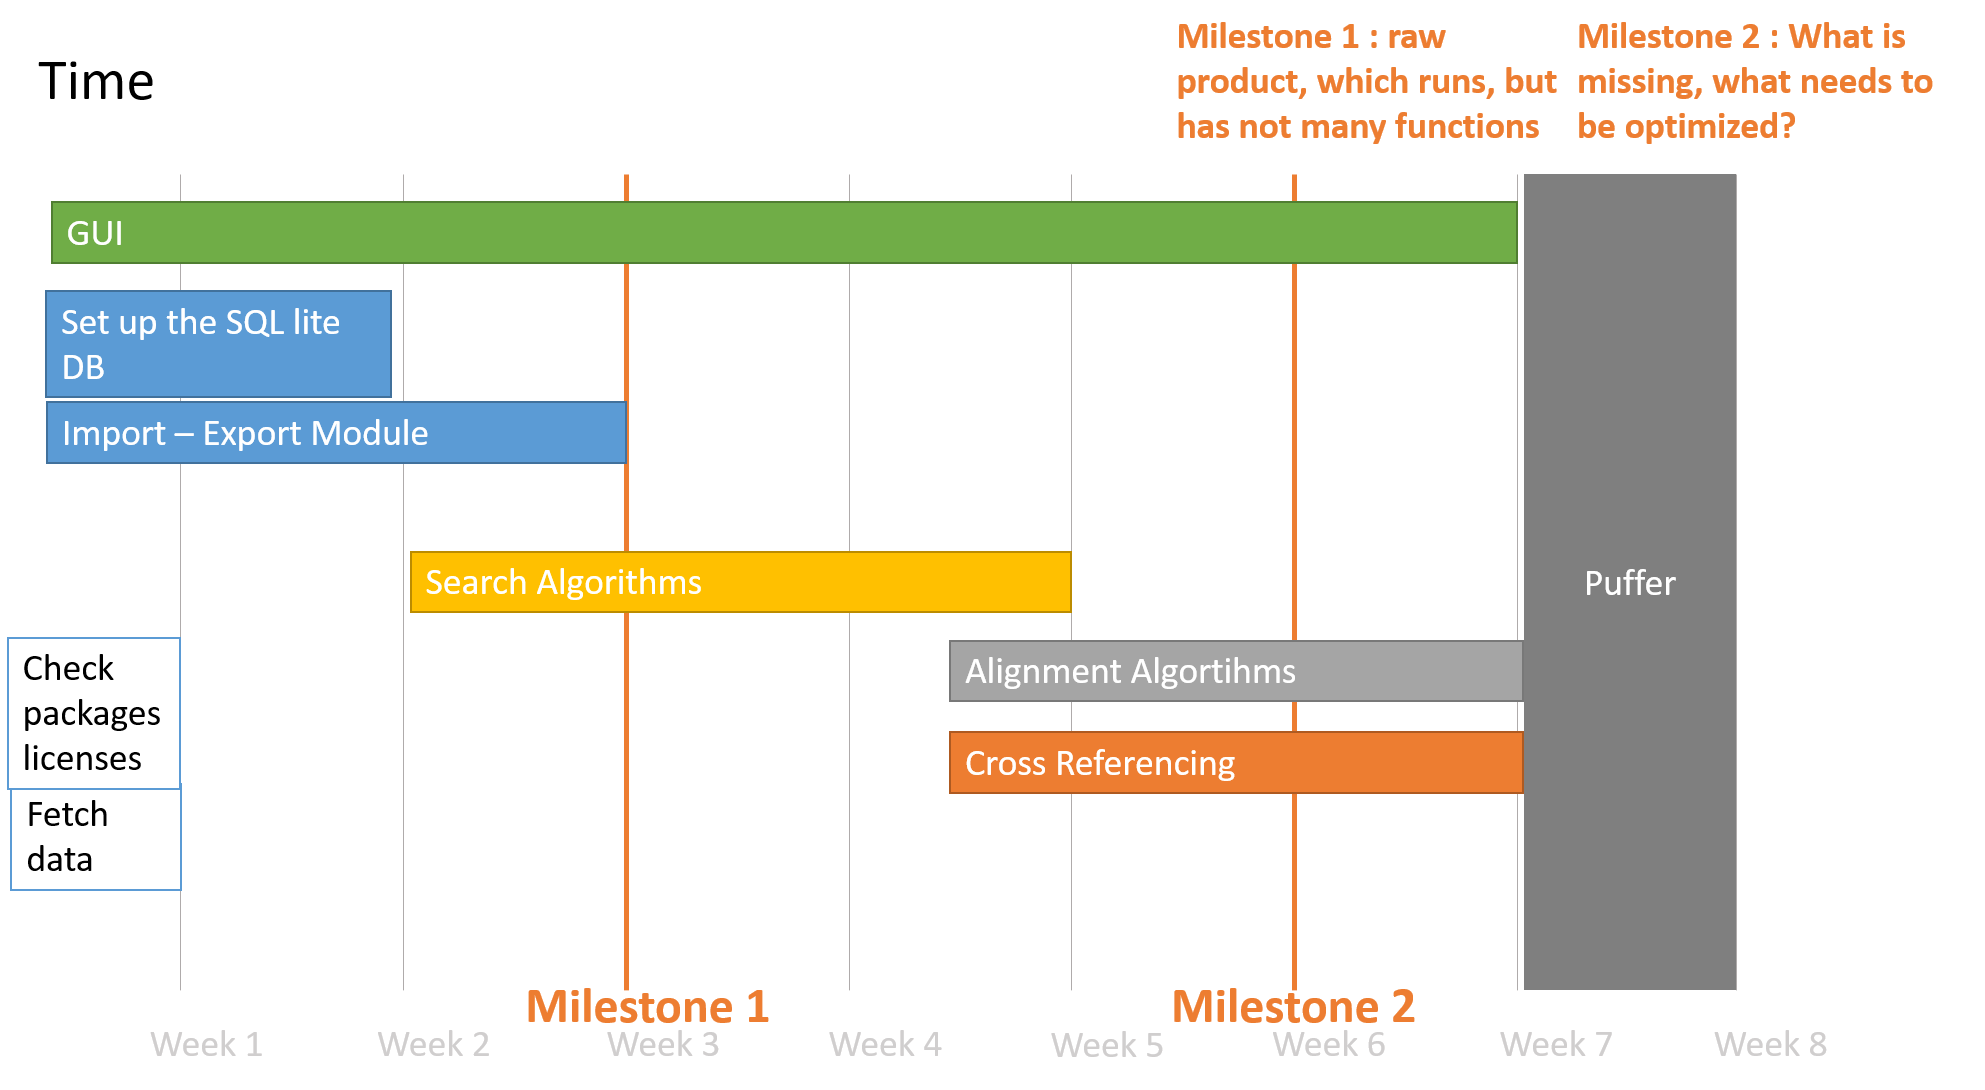 Time
Milestone 1 : raw
product, which runs, but
has not many functions
Milestone 2 : What is
missing, what needs to
be optimized?
GUI
Set up the SQL lite
DB
Import – Export Module
Search Algorithms
Puffer
Check
packages
licenses
Alignment Algortihms
Cross Referencing
Fetch
data
Milestone 1
Milestone 2
Week 1
Week 2
Week 3
Week 4
Week 5
Week 6
Week 7
Week 8